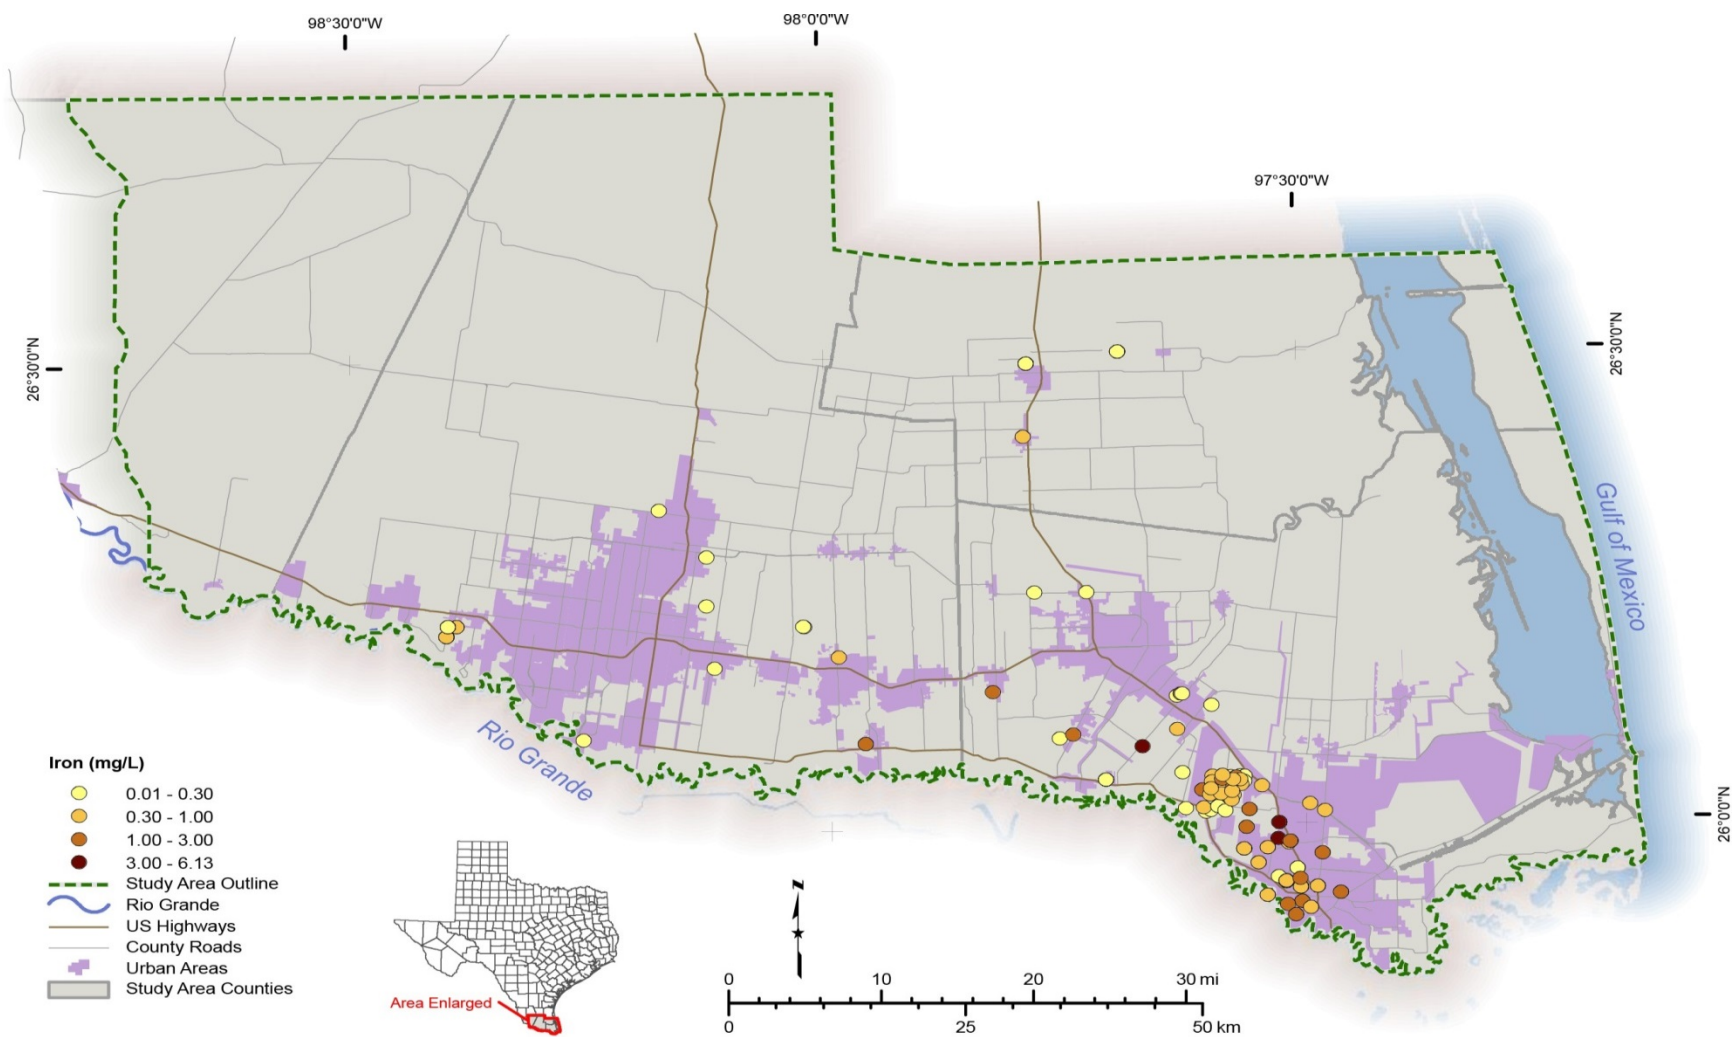 98°30'0"W
98°0'0"W
97°30'0"W
26°30'0"N
26°30'0"N
Gulf of Mexico
Rio Grande
26°0'0"N
Iron (mg/L)
0.01 - 0.30
0.30 - 1.00
1.00 - 3.00
3.00 - 6.13
Study Area Outline
Rio Grande
US Highways
County Roads
Urban Areas
Study Area Counties
Area Enlarged
N
0 10 20 30 mi
0 25 50 km